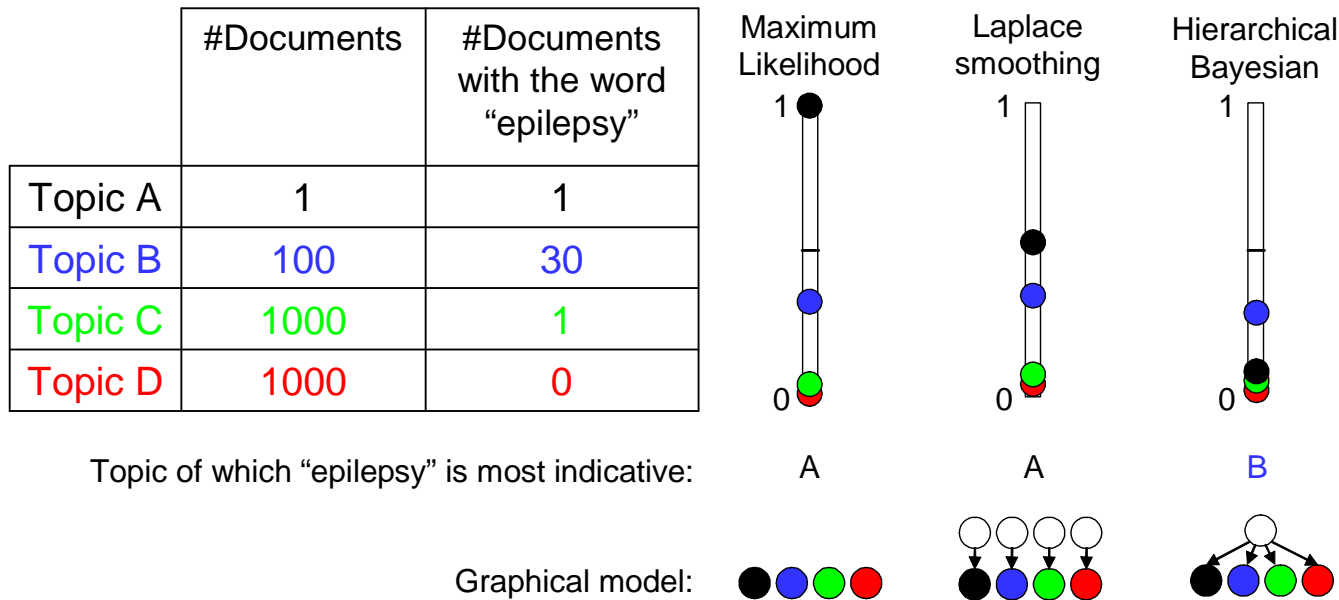 #Documents
#Documents
with the word
“epilepsy”
Maximum
Likelihood
Laplace
smoothing
Hierarchical
Bayesian
1
1
1
Topic A 1 1
Topic B 100 30
Topic C 1000 1
Topic D 1000 0
0
0
0
Topic of which “epilepsy” is most indicative: A A B
Graphical model: